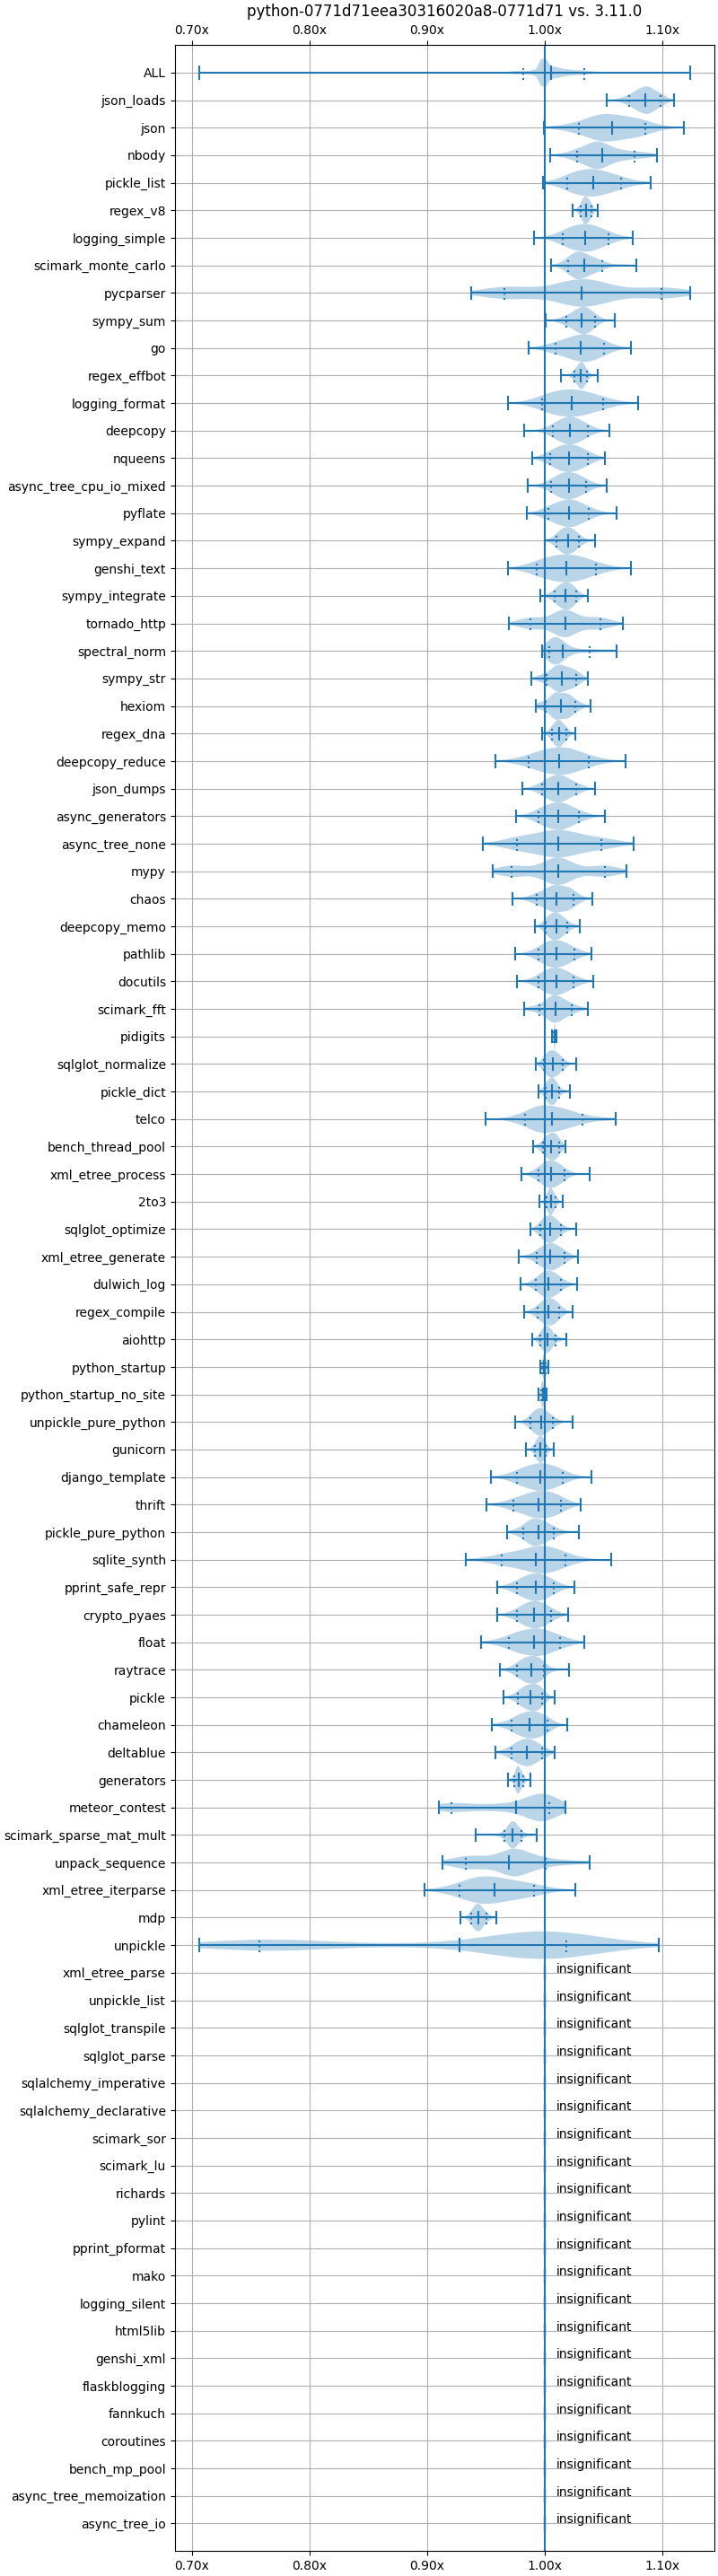 python-0771d71eea30316020a8-0771d71 vs. 3.11.0
0.70x 0.80x 0.90x 1.00x 1.10x
ALL
json_loads
json
nbody
pickle_list
regex_v8
logging_simple
scimark_monte_carlo
pycparser
sympy_sum
go
regex_effbot
logging_format
deepcopy
nqueens
async_tree_cpu_io_mixed
pyflate
sympy_expand
genshi_text
sympy_integrate
tornado_http
spectral_norm
sympy_str
hexiom
regex_dna
deepcopy_reduce
json_dumps
async_generators
async_tree_none
mypy
chaos
deepcopy_memo
pathlib
docutils
scimark_fft
pidigits
sqlglot_normalize
pickle_dict
telco
bench_thread_pool
xml_etree_process
2to3
sqlglot_optimize
xml_etree_generate
dulwich_log
regex_compile
aiohttp
python_startup
python_startup_no_site
unpickle_pure_python
gunicorn
django_template
thrift
pickle_pure_python
sqlite_synth
pprint_safe_repr
crypto_pyaes
float
raytrace
pickle
chameleon
deltablue
generators
meteor_contest
scimark_sparse_mat_mult
unpack_sequence
xml_etree_iterparse
mdp
unpickle
xml_etree_parse insignificant
unpickle_list insignificant
sqlglot_transpile insignificant
sqlglot_parse insignificant
sqlalchemy_imperative insignificant
sqlalchemy_declarative insignificant
scimark_sor insignificant
scimark_lu insignificant
richards insignificant
pylint insignificant
pprint_pformat insignificant
mako insignificant
logging_silent insignificant
html5lib insignificant
genshi_xml insignificant
flaskblogging insignificant
fannkuch insignificant
coroutines insignificant
bench_mp_pool insignificant
async_tree_memoization insignificant
async_tree_io insignificant
0.70x 0.80x 0.90x 1.00x 1.10x